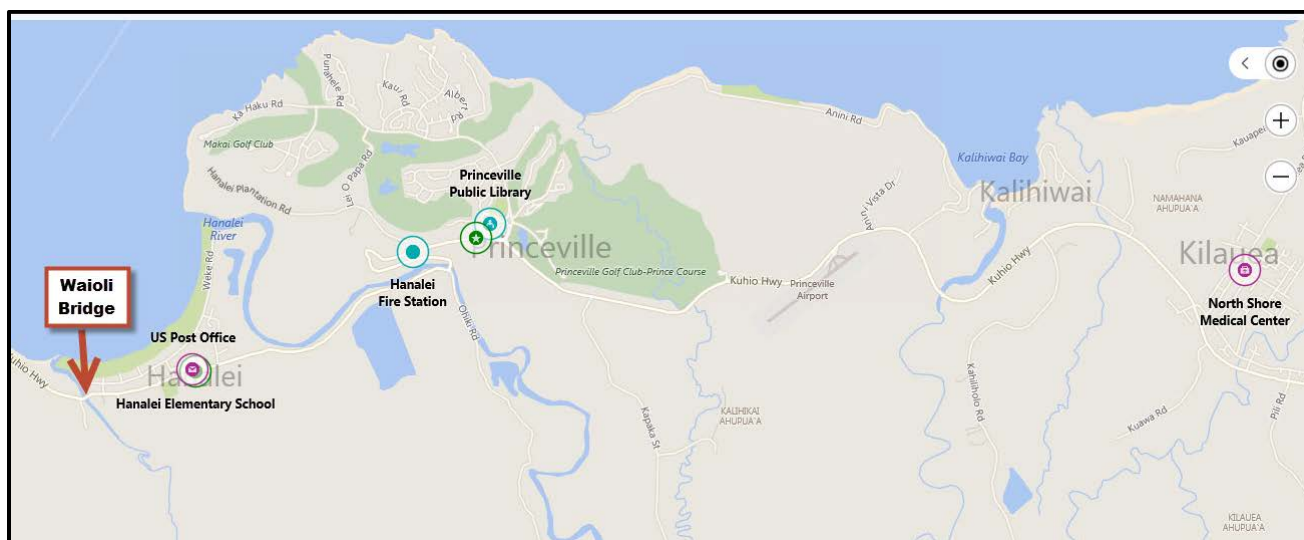 Punahele Rd
Kaui Rd
Albert Rd
Ka Haku Rd
Makai Golf Club
Lei O Papa Rd
Hanalei Plantation Rd
Anini Rd
Kalihiwai Bay
Kauapea
Princeville
Public Library
Kalihiwai
NAMAHANA
AHUPUA'A
Anini Vista Dr
Hanalei
River
Weke Rd
Princeville
Kilauea
Hanalei
Fire Station
Princeville Golf Club-Prince Course
Kuhio Hwy
Princeville
Airport
Kuhio Hwy
North Shore
Medical Center
Waioli
Bridge
Ohiki Rd
US Post Office
Kuhio Hwy
Hanalei
Hanalei Elementary School
Kahiliholo Rd
Kapaka St
KALIHIKAI
AHUPUA'A
Kuawa Rd
Pili Rd
KILAUEA
AHUPUA'A